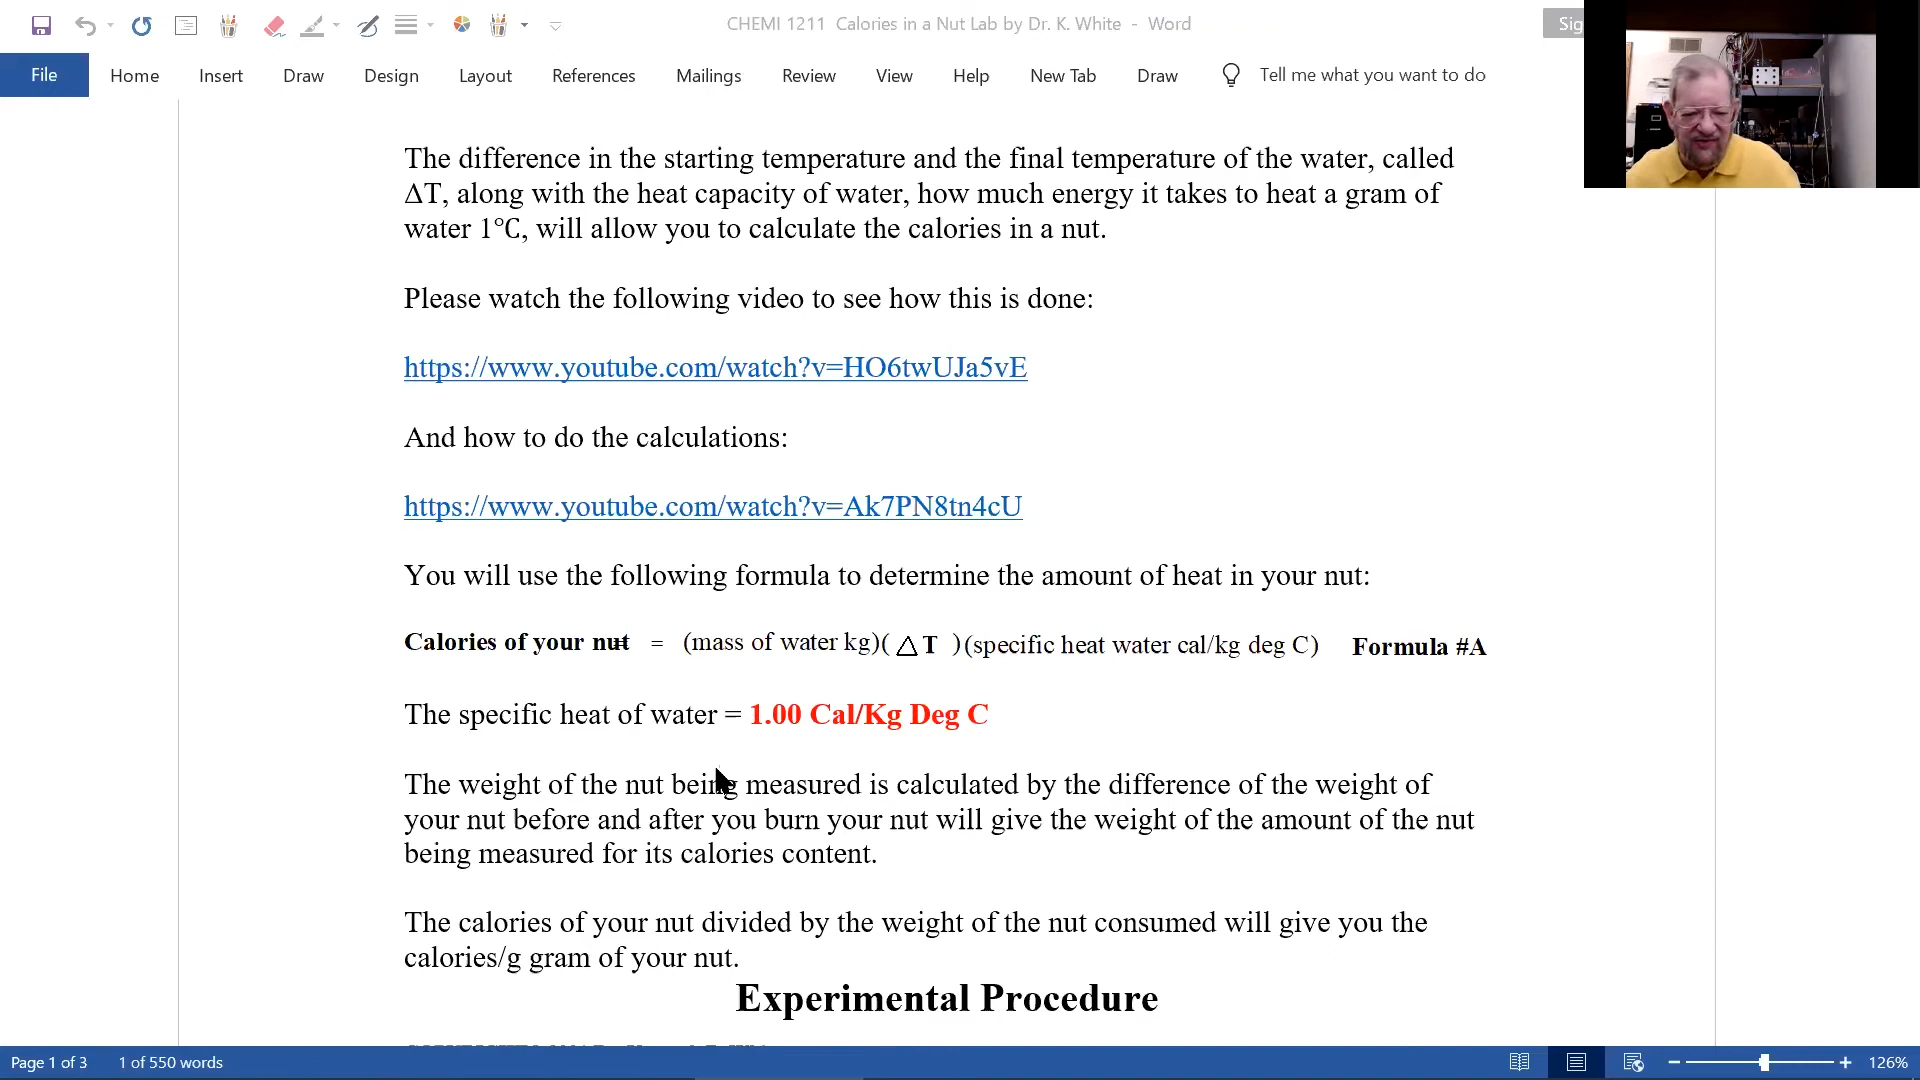 CHEMI 1211  Calories in a Nut Lab by Dr. K. White  -  Word
Sig
File Home Insert Draw Design Layout References Mailings Review View Help New Tab Draw Tell me what you want to do
The difference in the starting temperature and the final temperature of the water, called
ΔT, along with the heat capacity of water, how much energy it takes to heat a gram of
water 1°C, will allow you to calculate the calories in a nut.
Please watch the following video to see how this is done:
https://www.youtube.com/watch?v=HO6twUJa5vE
And how to do the calculations:
https://www.youtube.com/watch?v=Ak7PN8tn4cU
You will use the following formula to determine the amount of heat in your nut:
Calories of your nut = (mass of water kg)( △ T )(specific heat water cal/kg deg C) Formula #A
The specific heat of water = 1.00 Cal/Kg Deg C
The weight of the nut being measured is calculated by the difference of the weight of
your nut before and after you burn your nut will give the weight of the amount of the nut
being measured for its calories content.
The calories of your nut divided by the weight of the nut consumed will give you the
calories/g gram of your nut.
Experimental Procedure
Page 1 of 3 1 of 550 words 126%